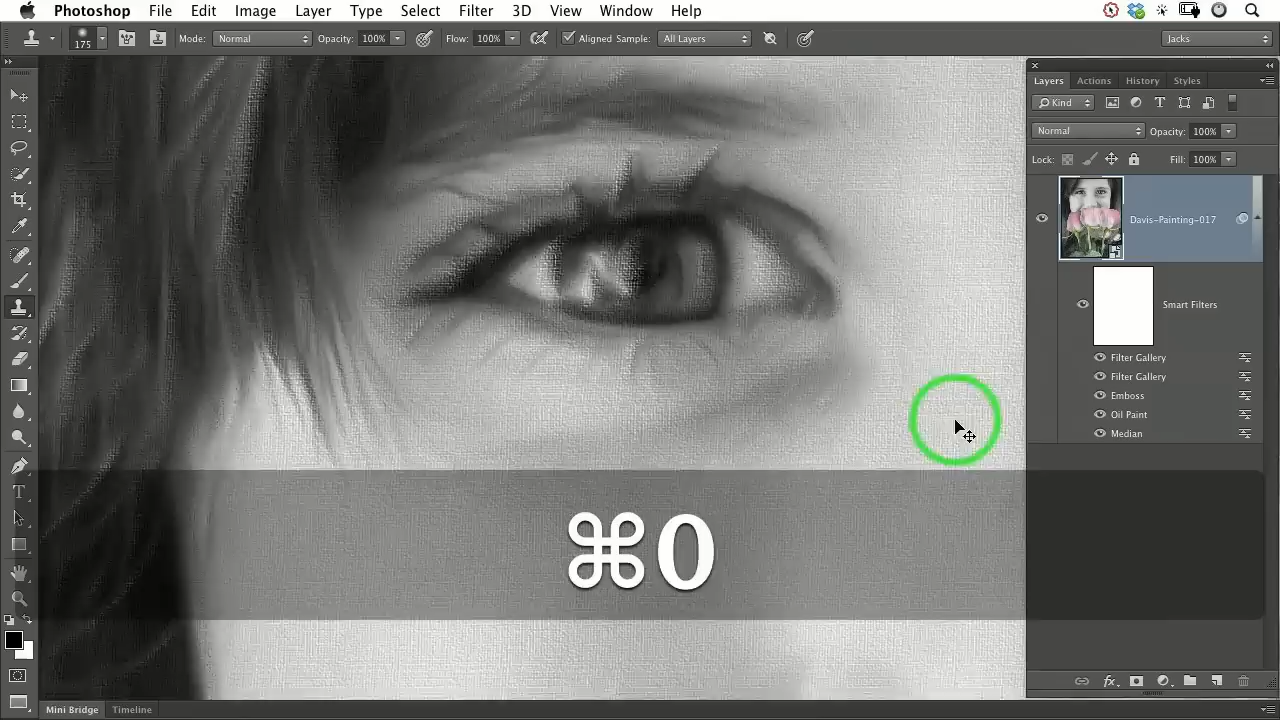 Photoshop File Edit Image Layer Type Select Filter 3D View Window Help
175 Mode: Normal Opacity: 100% Flow: 100% Aligned Sample: All Layers Jacks
Layers Actions History Styles
Kind
Normal Opacity: 100%
Lock: Fill: 100%
Davis-Painting-017
Smart Filters
Filter Gallery
Filter Gallery
Emboss
Oil Paint
Median
⌘0
Mini Bridge Timeline